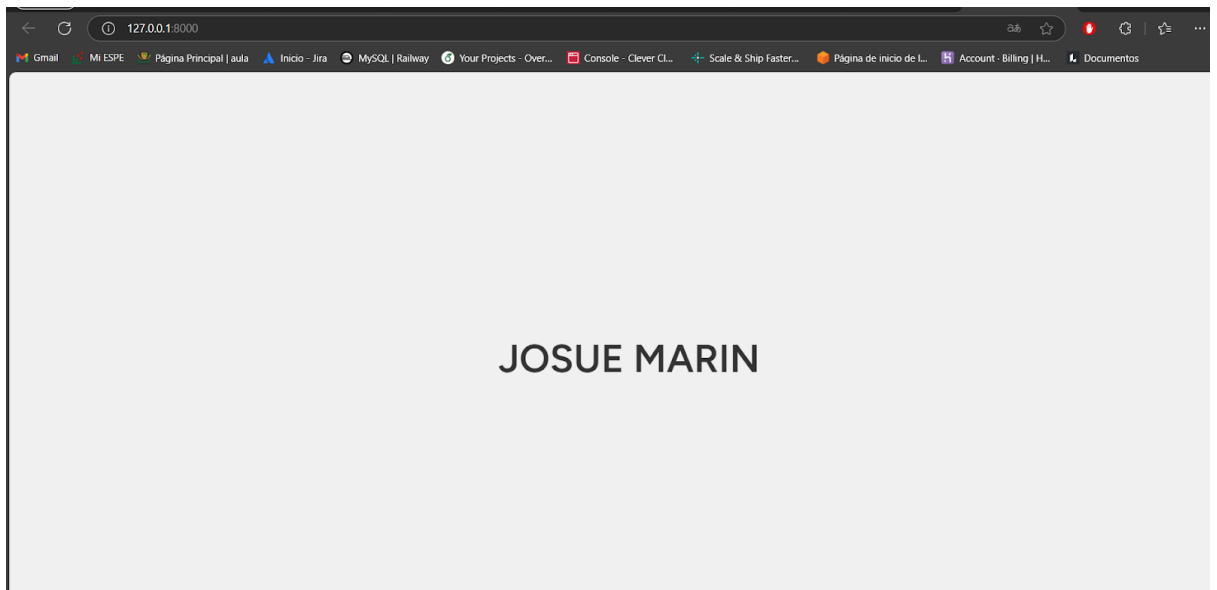 127.0.0.1:8000
Gmail Mi ESPE Página Principal | aula Inicio - Jira MySQL | Railway Your Projects - Over... Console - Clever Cl... Scale & Ship Faster... Página de inicio de l... Account · Billing | H... Documentos
JOSUE MARIN